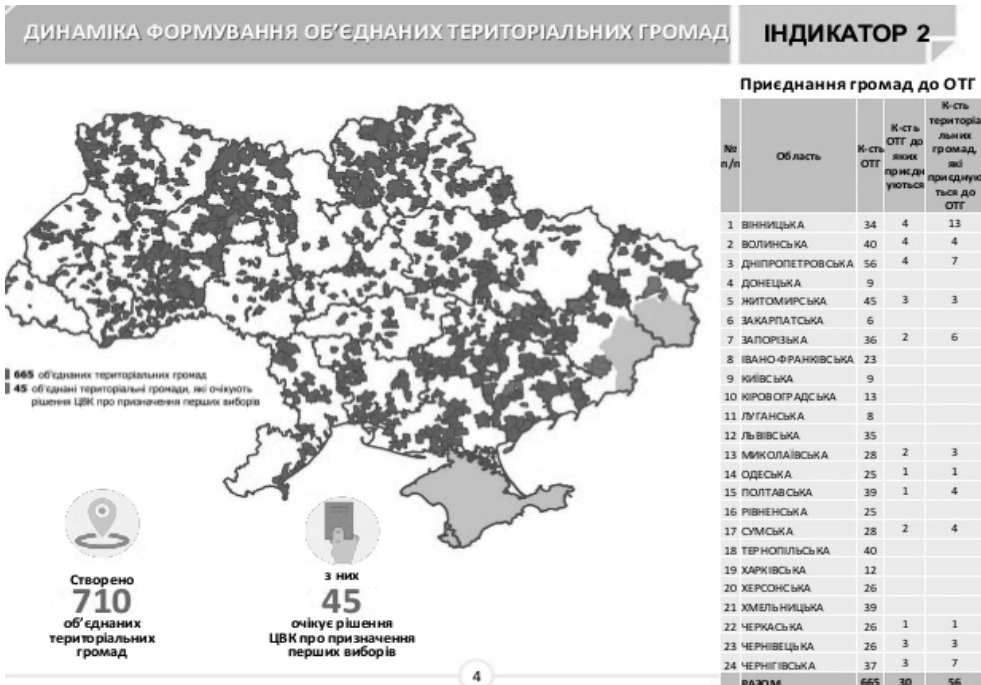 ДИНАМІКА ФОРМУВАННЯ ОБ’ЄДНАНИХ ТЕРИТОРІАЛЬНИХ ГРОМАД
ІНДИКАТОР 2
665 об’єднаних територіальних громад
45 об’єднані територіальні громади, які очікують
рішення ЦВК про призначення перших виборів
Створено
710
об’єднаних
територіальних
громад
з них
45
очікує рішення
ЦВК про призначення
перших виборів
Приєднання громад до ОТГ
№ п/п Область К-сть ОТГ К-сть ОТГ до яких приєднуються К-сть територіальних громад, які приєднуються до ОТГ
1 ВІННИЦЬКА 34 4 13
2 ВОЛИНСЬКА 40 4 4
3 ДНІПРОПЕТРОВСЬКА 56 4 7
4 ДОНЕЦЬКА 9
5 ЖИТОМИРСЬКА 45 3 3
6 ЗАКАРПАТСЬКА 6
7 ЗАПОРІЗЬКА 36 2 6
8 ІВАНО-ФРАНКІВСЬКА 23
9 КИЇВСЬКА 9
10 КІРОВОГРАДСЬКА 13
11 ЛУГАНСЬКА 8
12 ЛЬВІВСЬКА 35
13 МИКОЛАЇВСЬКА 28 2 3
14 ОДЕСЬКА 25 1 1
15 ПОЛТАВСЬКА 39 1 4
16 РІВНЕНСЬКА 25
17 СУМСЬКА 28 2 4
18 ТЕРНОПІЛЬСЬКА 40
19 ХАРКІВСЬКА 12
20 ХЕРСОНСЬКА 26
21 ХМЕЛЬНИЦЬКА 39
22 ЧЕРКАСЬКА 26 1 1
23 ЧЕРНІВЕЦЬКА 26 3 3
24 ЧЕРНІГІВСЬКА 37 3 7
РАЗОМ 665 30 56
4